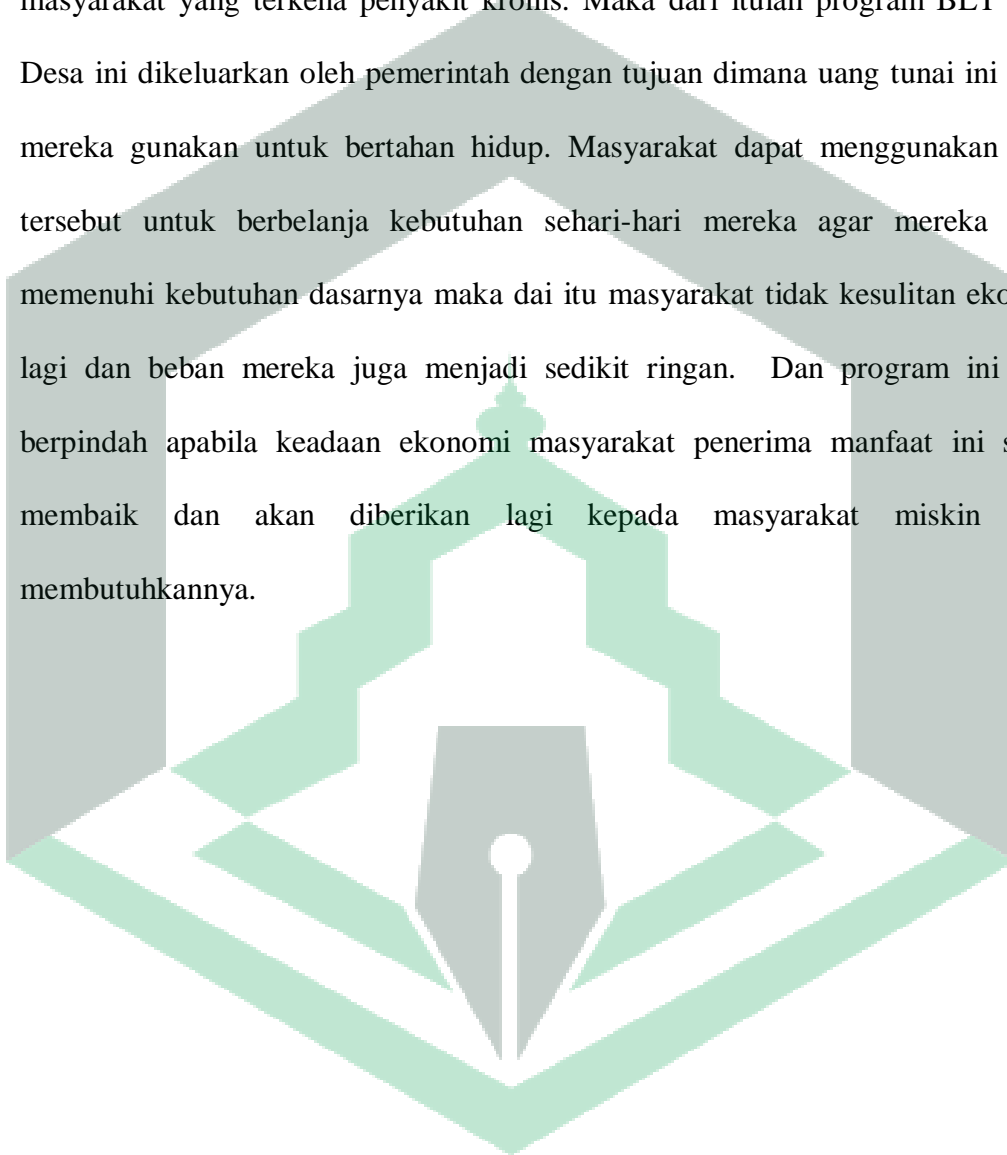 masyarakat yang terkena penyakit kronis. Maka dari itulah program BLT
Desa ini dikeluarkan oleh pemerintah dengan tujuan dimana uang tunai ini
mereka gunakan untuk bertahan hidup. Masyarakat dapat menggunakan
tersebut untuk berbelanja kebutuhan sehari-hari mereka agar mereka
memenuhi kebutuhan dasarnya maka dai itu masyarakat tidak kesulitan
lagi dan beban mereka juga menjadi sedikit ringan. Dan program ini
berpindah apabila keadaan ekonomi masyarakat penerima manfaat ini
membaik dan akan diberikan lagi kepada masyarakat miskin
membutuhkannya.